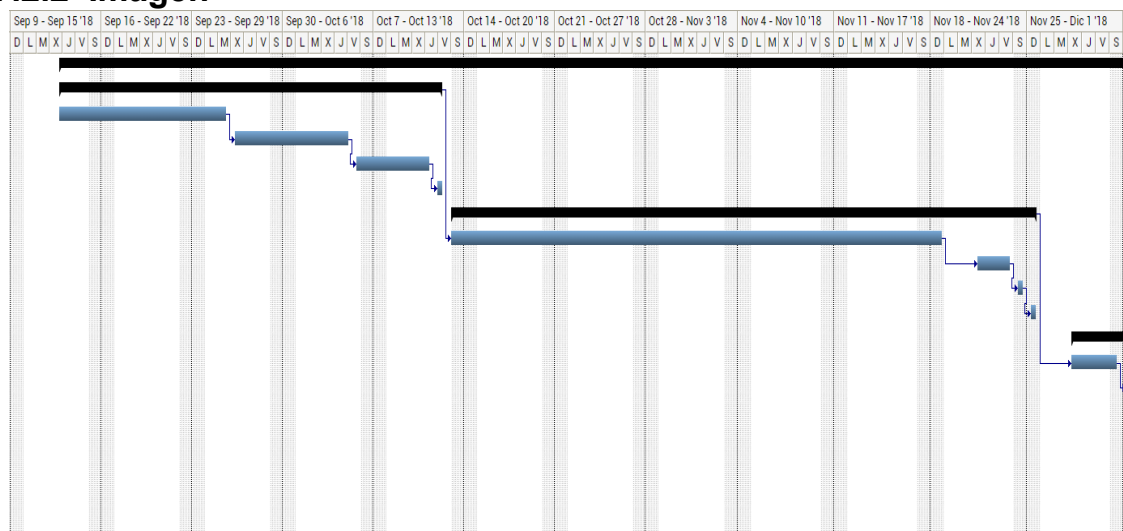 Imagen
Sep 9 - Sep 15 '18 Sep 16 - Sep 22 '18 Sep 23 - Sep 29 '18 Sep 30 - Oct 6 '18 Oct 7 - Oct 13 '18 Oct 14 - Oct 20 '18 Oct 21 - Oct 27 '18 Oct 28 - Nov 3 '18 Nov 4 - Nov 10 '18 Nov 11 - Nov 17 '18 Nov 18 - Nov 24 '18 Nov 25 - Dic 1 '18
D L M X J V S D L M X J V S D L M X J V S D L M X J V S D L M X J V S D L M X J V S D L M X J V S D L M X J V S D L M X J V S D L M X J V S D L M X J V S D L M X J V S